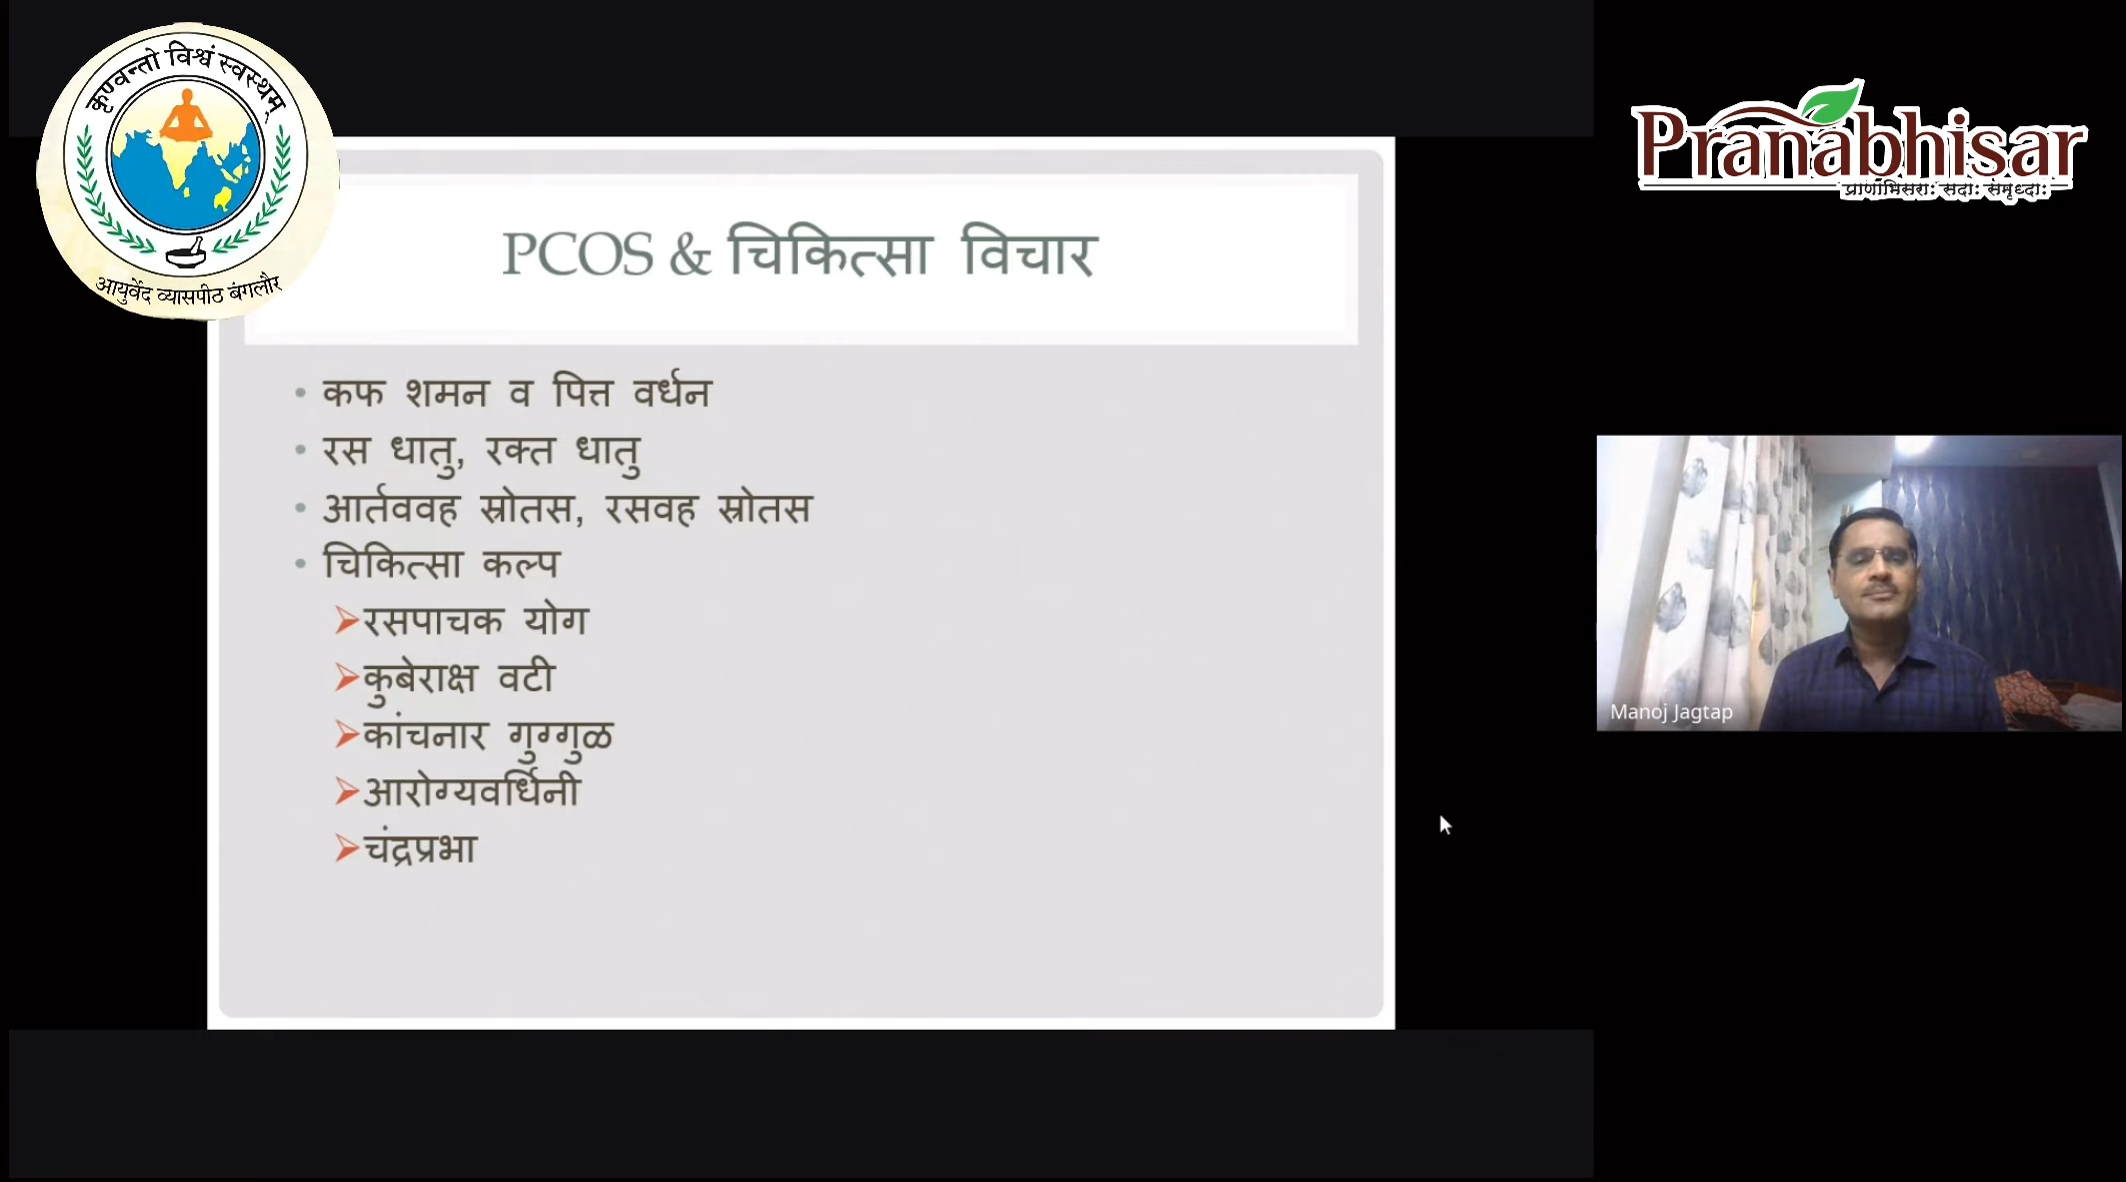 कृण्वन्तो विश्वं स्वस्थम्
आयुर्वेद व्यासपीठ बंगलौर
Pranabhisar
प्राणाभिसराः सदाः संमृध्दाः
PCOS & चिकित्सा विचार
• कफ शमन व पित्त वर्धन
• रस धातु, रक्त धातु
• आर्तववह स्रोतस, रसवह स्रोतस
• चिकित्सा कल्प
➢रसपाचक योग
➢कुबेराक्ष वटी
➢कांचनार गुग्गुळ
➢आरोग्यवर्धिनी
➢चंद्रप्रभा
Manoj Jagtap